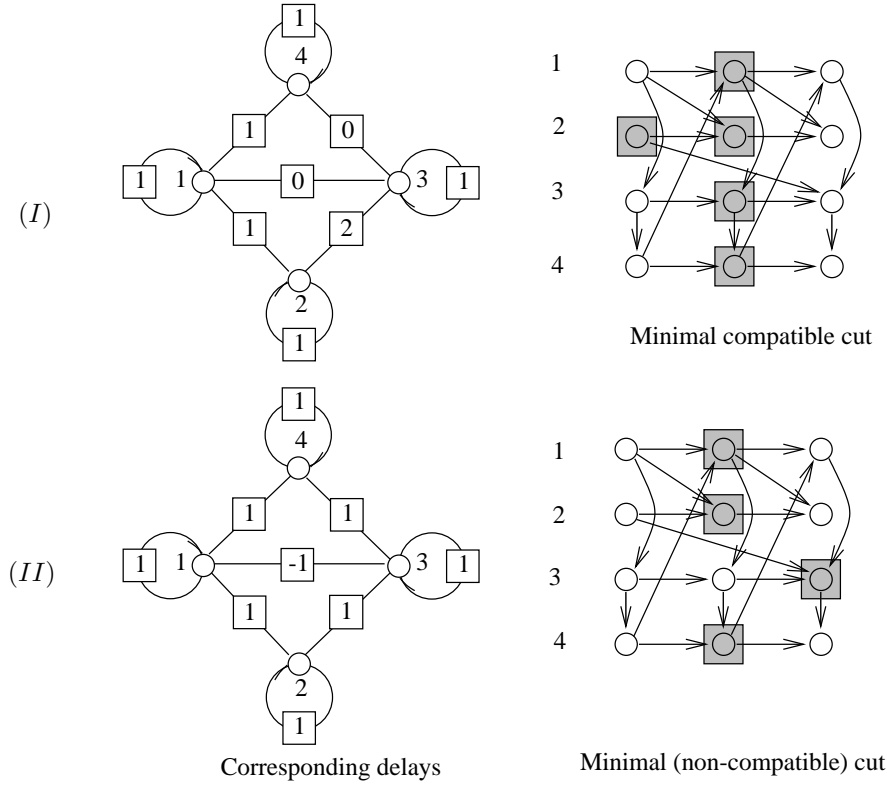 1
4
1
1 0
2
1 1 0 3 1
3
(I)
1 2
4
2
Minimal compatible cut
1
1
4
1
1 1
2
1 1 -1 3 1
(II)
3
1 1
4
2
1
Corresponding delays
Minimal (non-compatible) cut